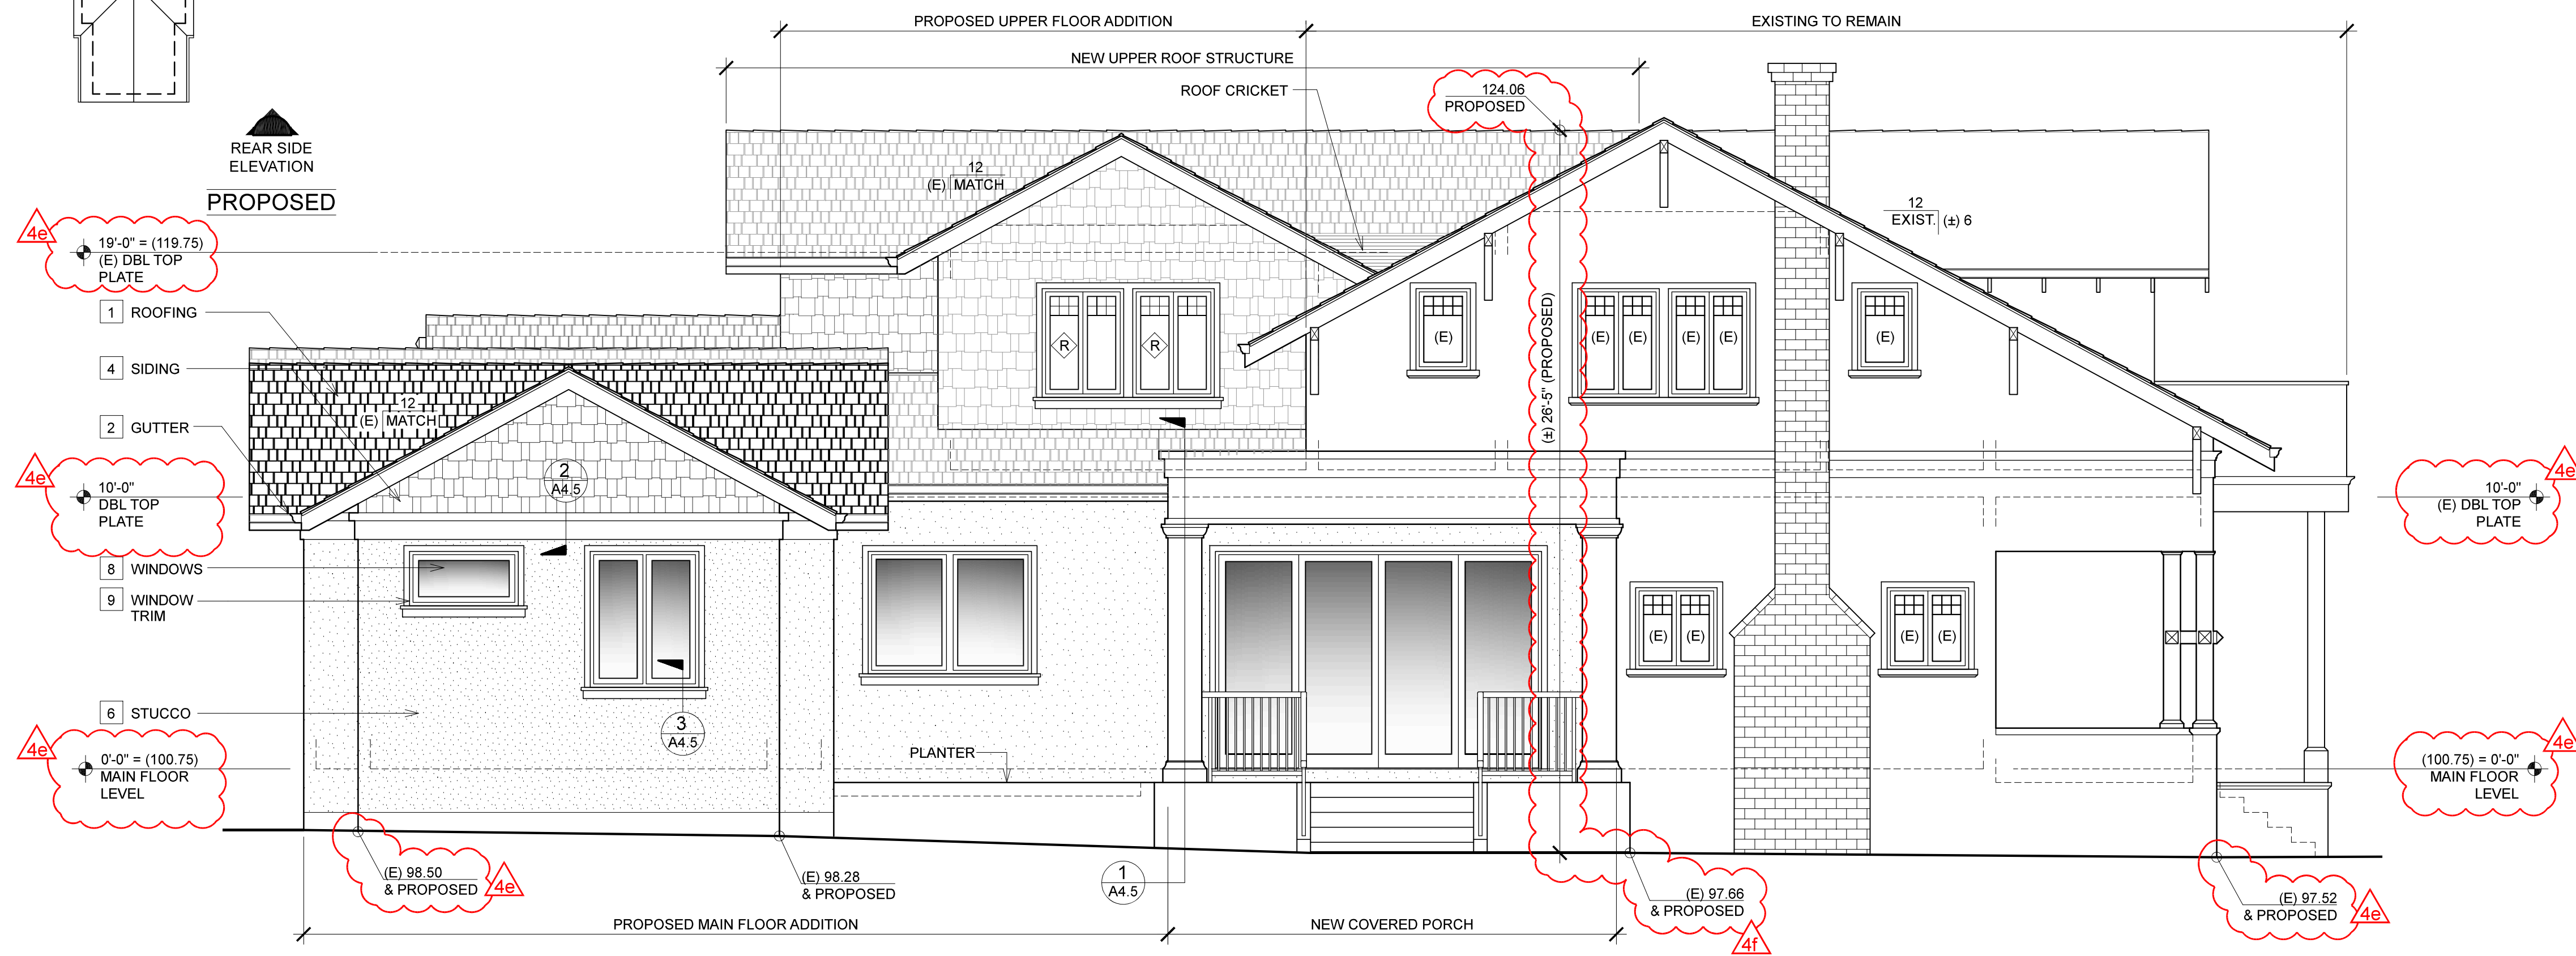 PROPOSED UPPER FLOOR ADDITION
EXISTING TO REMAIN
NEW UPPER ROOF STRUCTURE
ROOF CRICKET
124.06
PROPOSED
REAR SIDE
ELEVATION
PROPOSED
12
(E) MATCH
12
EXIST. (±) 6
4e
19'-0" = (119.75)
(E) DBL TOP
PLATE
1 ROOFING
4 SIDING
2 GUTTER
12
(E) MATCH
R
R
(E)
(E)
(E)
(E)
(E)
(E)
(±) 26'-5" (PROPOSED)
2
A4.5
4e
10'-0"
DBL TOP
PLATE
4e
10'-0"
(E) DBL TOP
PLATE
8 WINDOWS
9 WINDOW
TRIM
(E)
(E)
(E)
(E)
6 STUCCO
3
A4.5
PLANTER
4e
0'-0" = (100.75)
MAIN FLOOR
LEVEL
4e
(100.75) = 0'-0"
MAIN FLOOR
LEVEL
(E) 98.50
& PROPOSED
4e
(E) 98.28
& PROPOSED
1
A4.5
(E) 97.66
& PROPOSED
4f
(E) 97.52
& PROPOSED
4e
PROPOSED MAIN FLOOR ADDITION
NEW COVERED PORCH